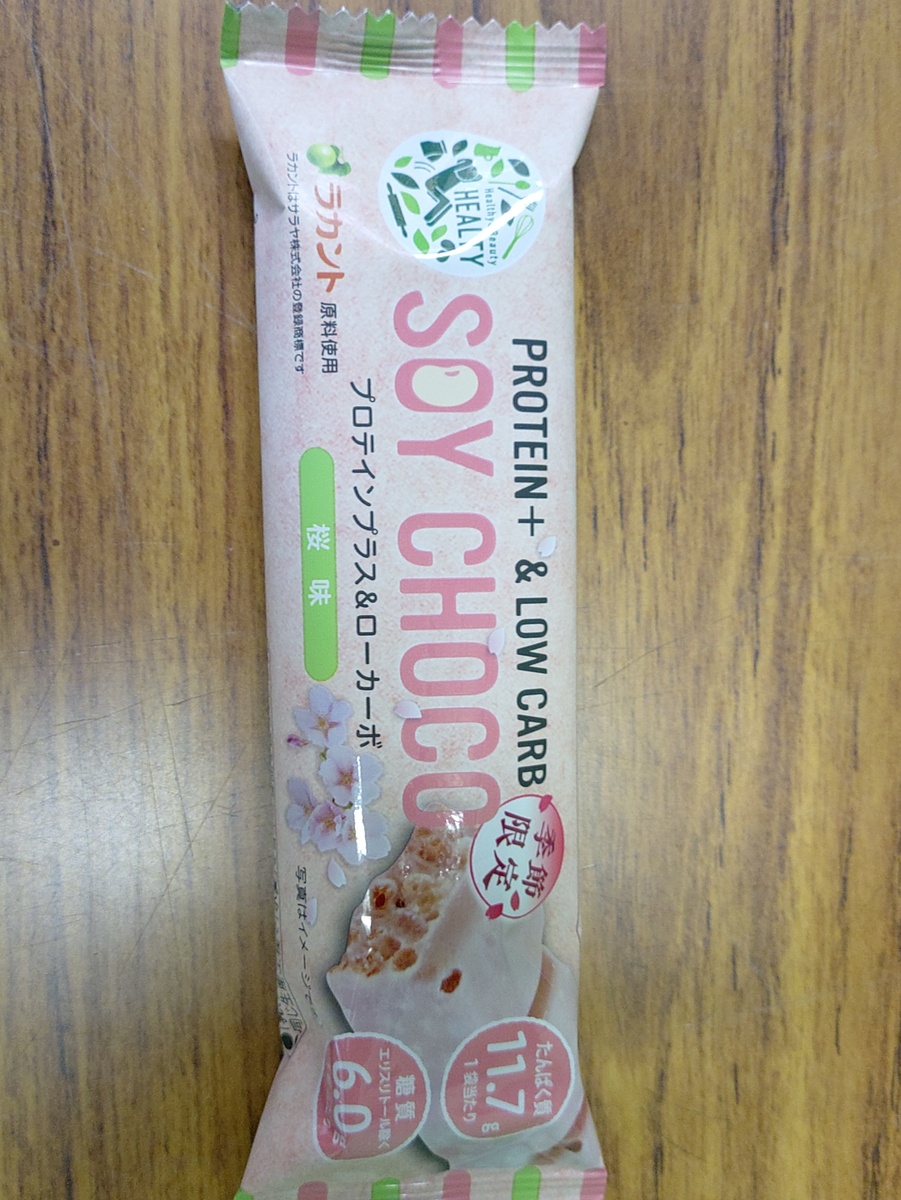 Healthy Beauty
HEALTY
PROTEIN+ & LOW CARB
SOY CHOCO
プロテインプラス&ローカーボ
ラカント 原料使用
ラカントはサラヤ株式会社の登録商標です
桜味
季節
限定
写真はイメージです
たんぱく質
11.7g
1袋当たり
糖質
エリスリトール除く
6.0g